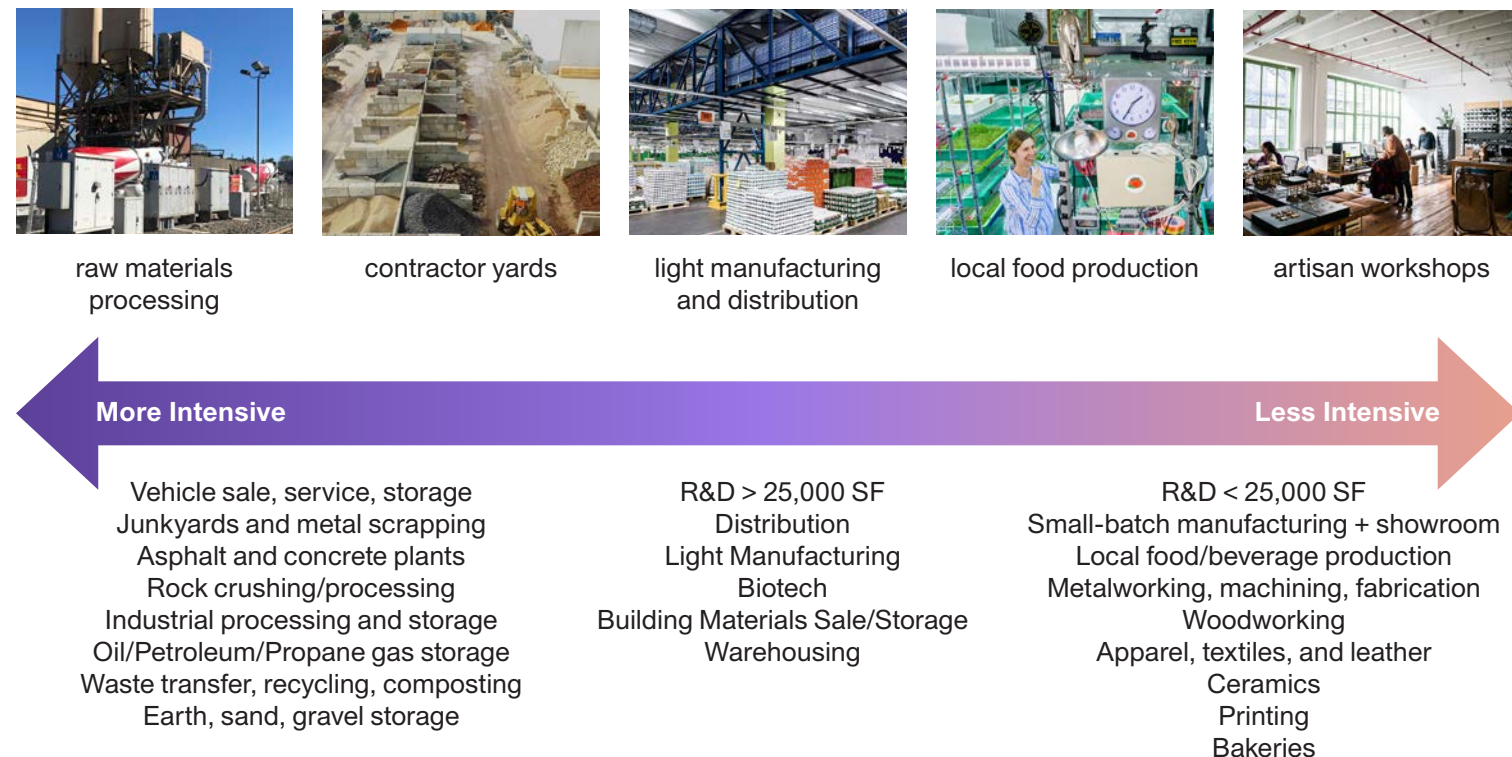 raw materials
processing
contractor yards
light manufacturing
and distribution
local food production
artisan workshops
More Intensive
Less Intensive
Vehicle sale, service, storage
Junkyards and metal scrapping
Asphalt and concrete plants
Rock crushing/processing
Industrial processing and storage
Oil/Petroleum/Propane gas storage
Waste transfer, recycling, composting
Earth, sand, gravel storage
R&D > 25,000 SF
Distribution
Light Manufacturing
Biotech
Building Materials Sale/Storage
Warehousing
R&D < 25,000 SF
Small-batch manufacturing + showroom
Local food/beverage production
Metalworking, machining, fabrication
Woodworking
Apparel, textiles, and leather
Ceramics
Printing
Bakeries